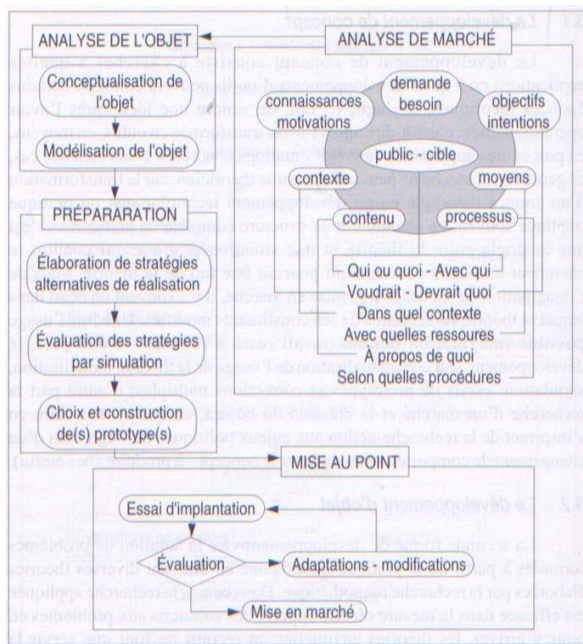 ANALYSE DE L'OBJET
Conceptualisation de
l'objet
Modélisation de l'objet
PRÉPARARATION
Élaboration de stratégies
alternatives de réalisation
Évaluation des stratégies
par simulation
Choix et construction
de(s) prototype(s)
ANALYSE DE MARCHÉ
demande
besoin
connaissances
motivations
objectifs
intentions
public cible
contexte
moyens
contenu
processus
Qui ou quoi - Avec qui
Voudrait - Devrait quoi
Dans quel contexte
quelles
À propos de quoi
Selon quelles procédures
MISE AU POINT
Essai d'implantation
Évaluation
Adaptations - modifications
Mise en marché